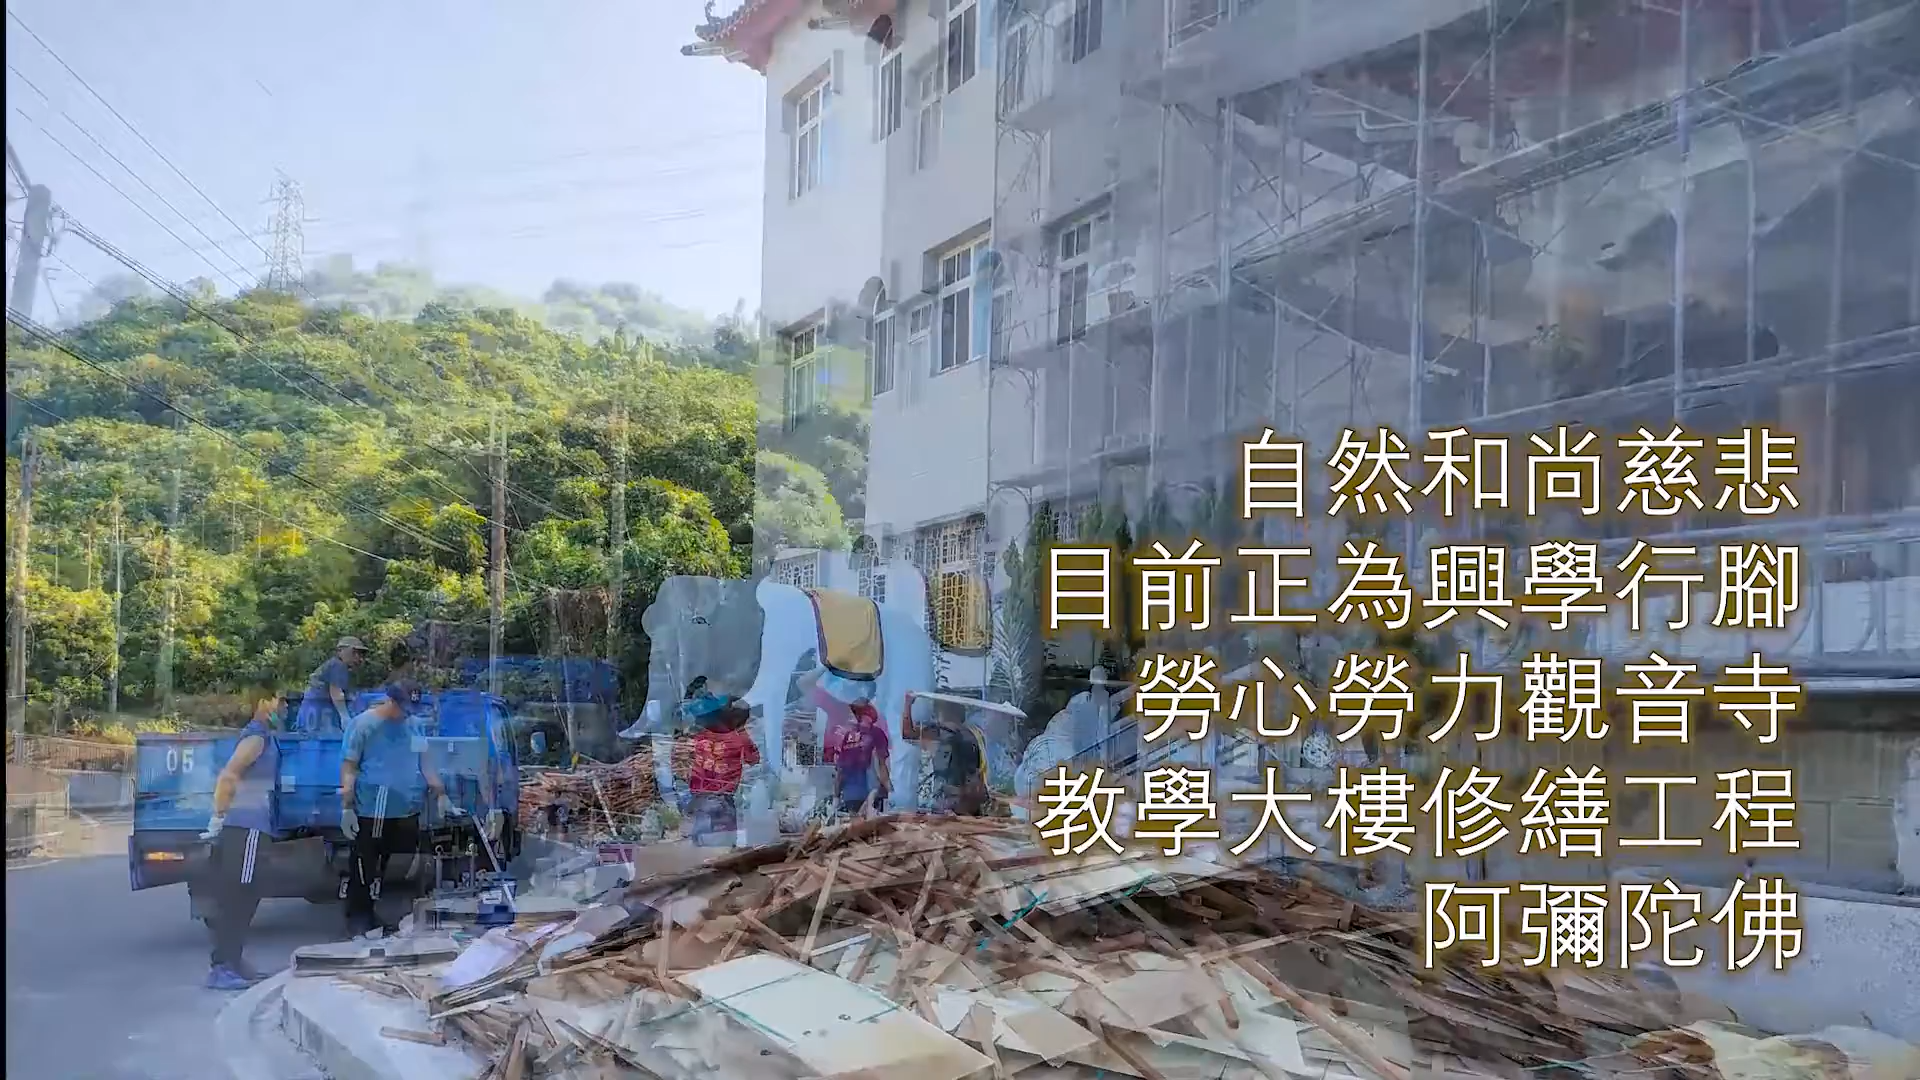 自然和尚慈悲
目前正為興學行腳
勞心勞力觀音寺
教學大樓修繕工程
阿彌陀佛
05